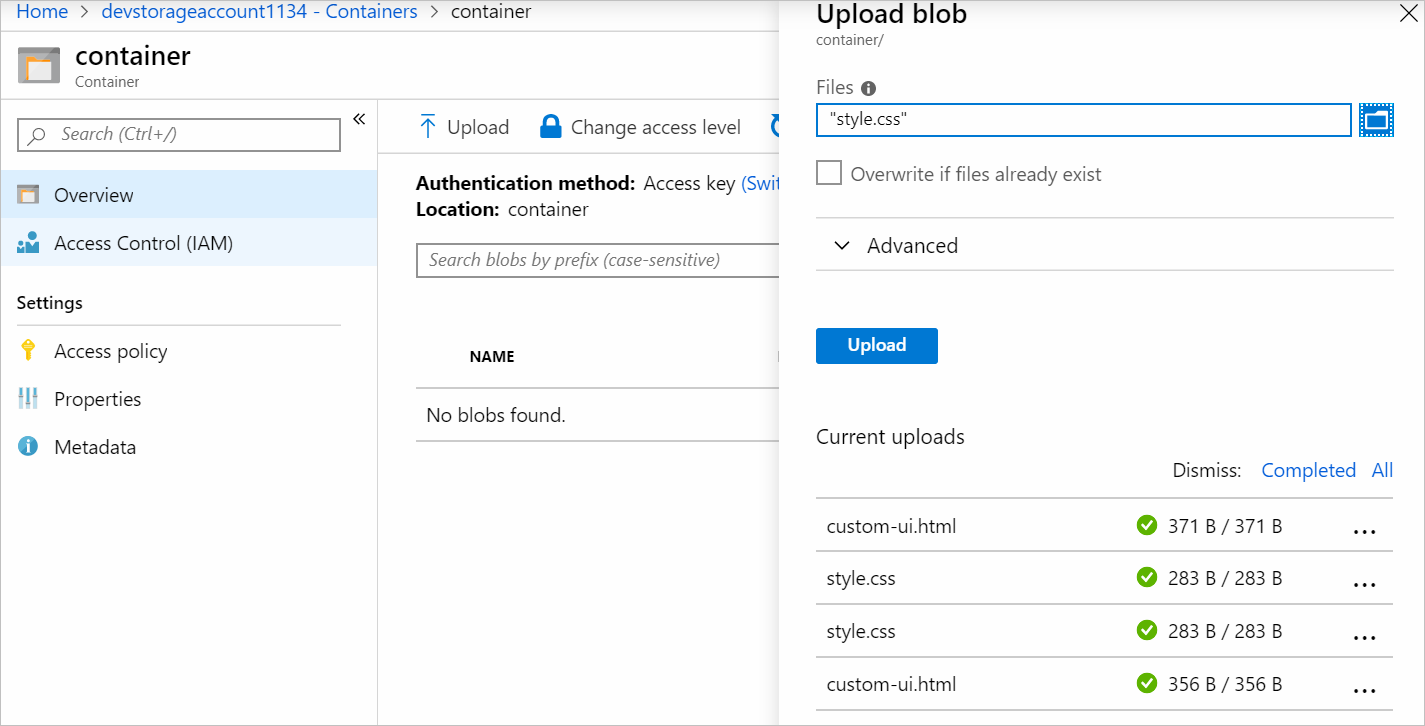 Home > devstorageaccount1134 - Containers > container
container
Container
Search (Ctrl+/)
Overview
Access Control (IAM)
Settings
Access policy
Properties
Metadata
Upload
Change access level
Authentication method: Access key (Swit
Location: container
Search blobs by prefix (case-sensitive)
NAME
No blobs found.
Upload blob
container/
Files
"style.css"
Overwrite if files already exist
Advanced
Upload
Current uploads
Dismiss: Completed All
custom-ui.html 371 B / 371 B ...
style.css 283 B / 283 B ...
style.css 283 B / 283 B ...
custom-ui.html 356 B / 356 B ...